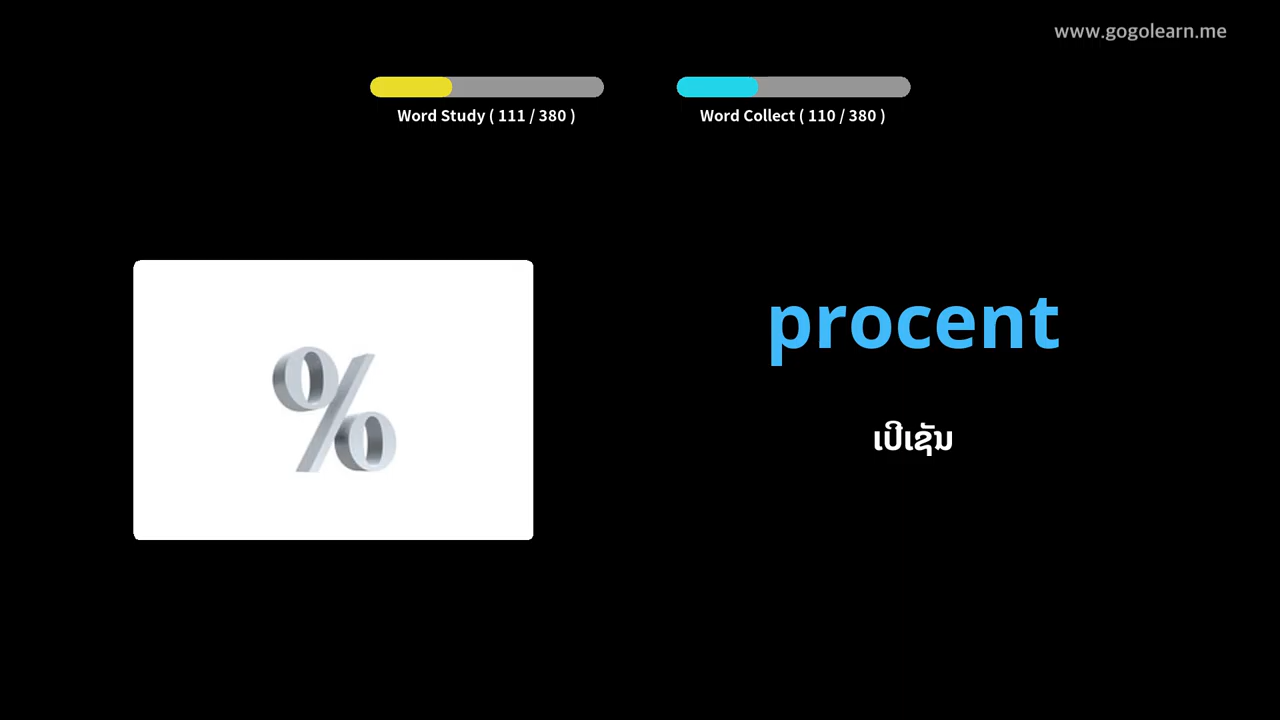 www.gogolearn.me
Word Study ( 111 / 380 )
Word Collect ( 110 / 380 )
%
procent
ເປີເຊັນ